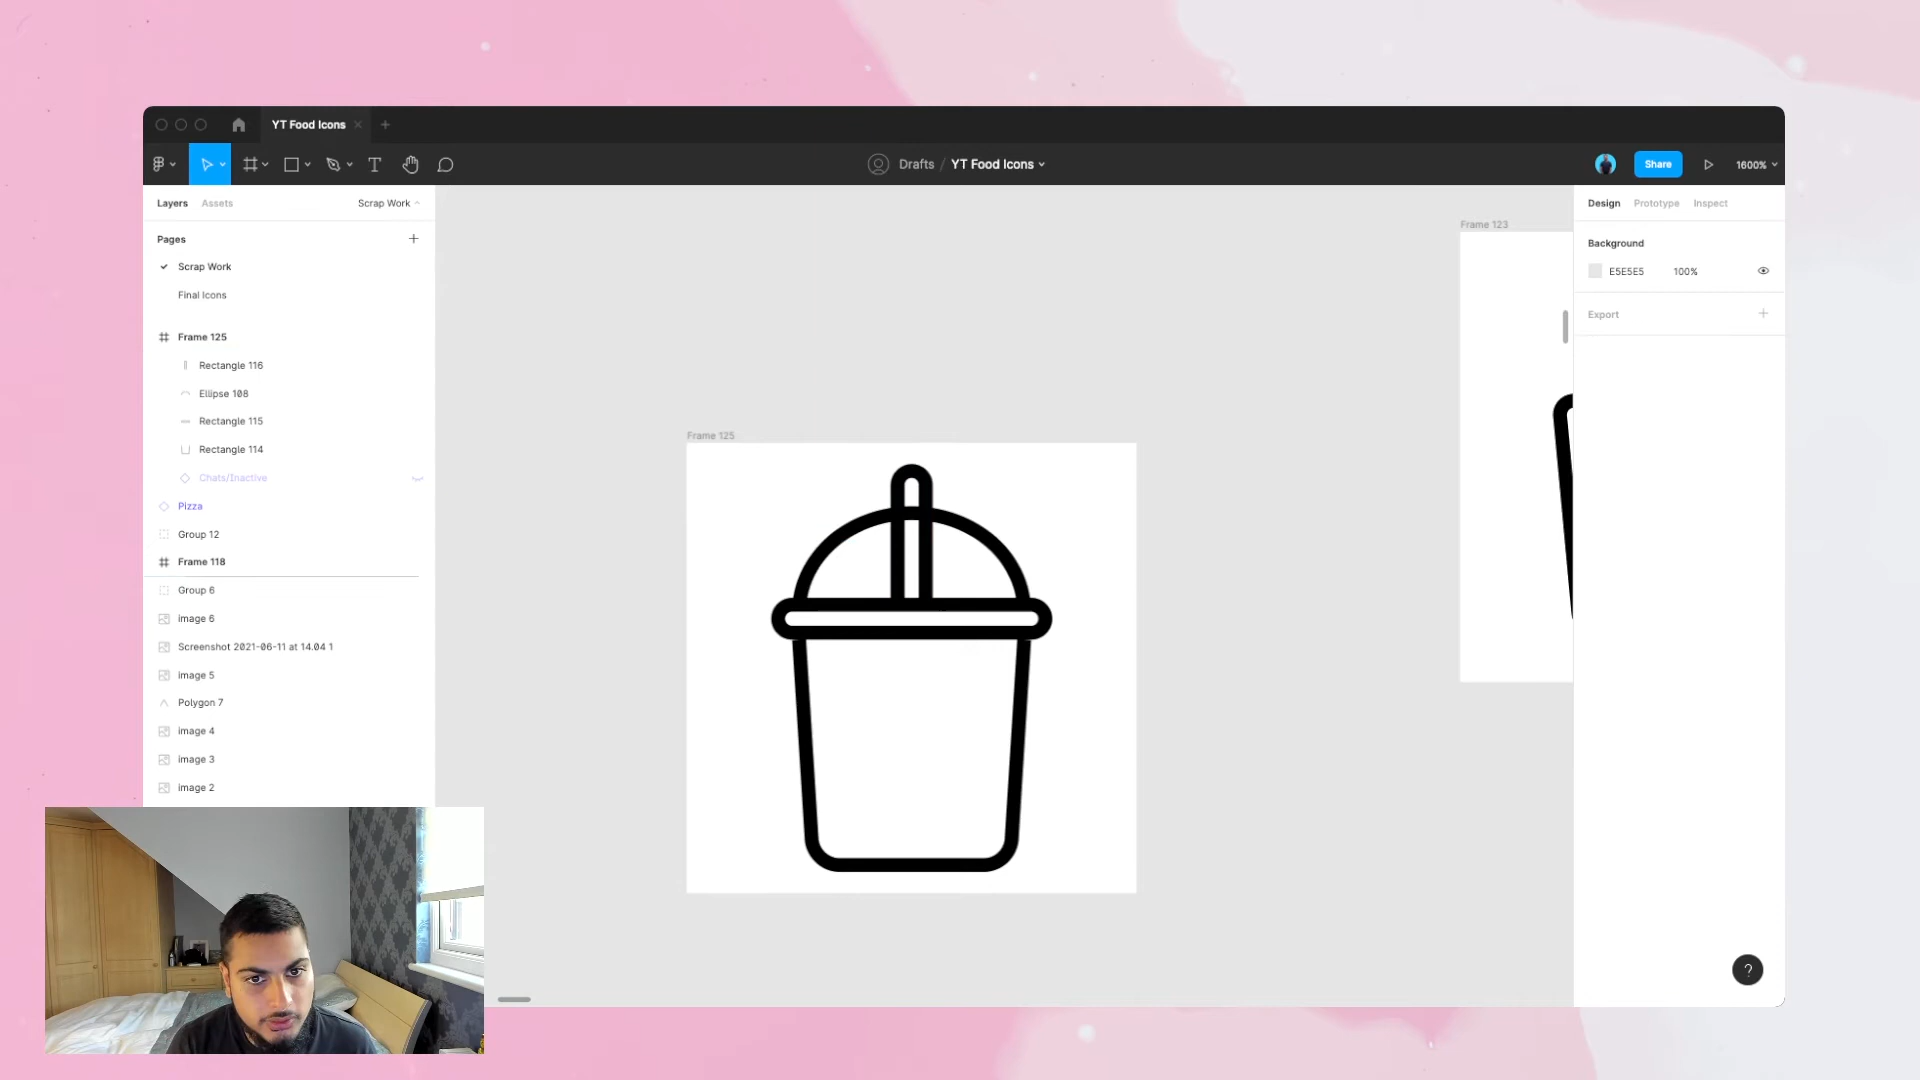 YT Food Icons
Drafts / YT Food Icons
Share
1600%
Layers
Assets
Scrap Work
Pages
Scrap Work
Final Icons
Frame 125
Rectangle 116
Ellipse 108
Rectangle 115
Rectangle 114
Chats/Inactive
Pizza
Group 12
Frame 118
Group 6
image 6
Screenshot 2021-06-11 at 14.04 1
image 5
Polygon 7
image 4
image 3
image 2
Frame 125
Frame 123
Design
Prototype
Inspect
Background
E5E5E5
100%
Export
?